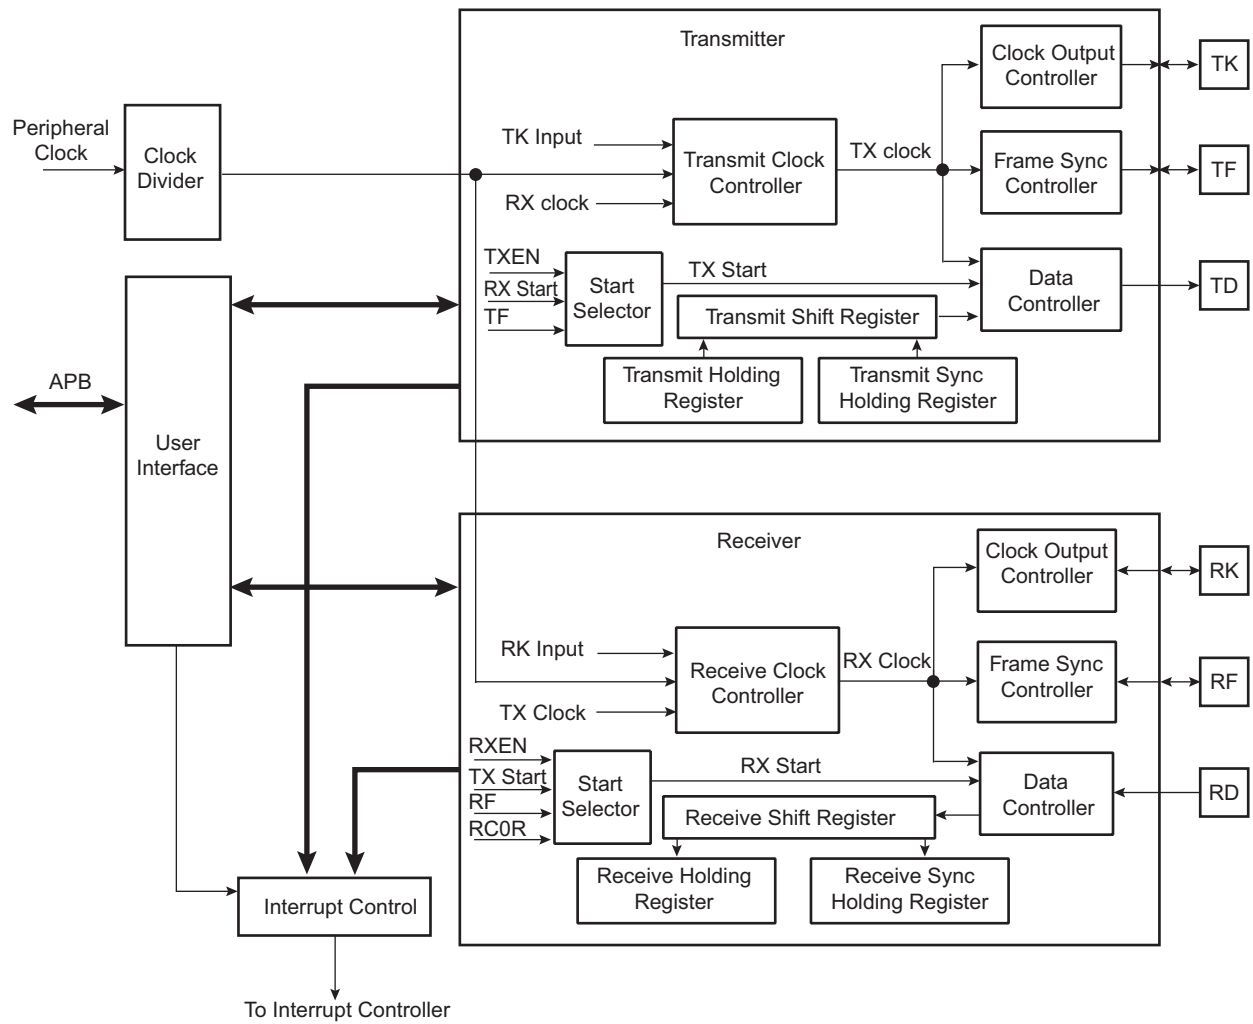 Transmitter
Clock Output
Controller
TK
Peripheral
Clock
Clock
Divider
TK Input
RX clock
Transmit Clock
Controller
TX clock
Frame Sync
Controller
TF
TXEN
RX Start
TF
Start
Selector
TX Start
Data
Controller
TD
Transmit Shift Register
Transmit Holding
Register
Transmit Sync
Holding Register
APB
User
Interface
Receiver
Clock Output
Controller
RK
RK Input
TX Clock
Receive Clock
Controller
RX Clock
Frame Sync
Controller
RF
RXEN
TX Start
RF
RC0R
Start
Selector
RX Start
Data
Controller
RD
Receive Shift Register
Receive Holding
Register
Receive Sync
Holding Register
Interrupt Control
To Interrupt Controller